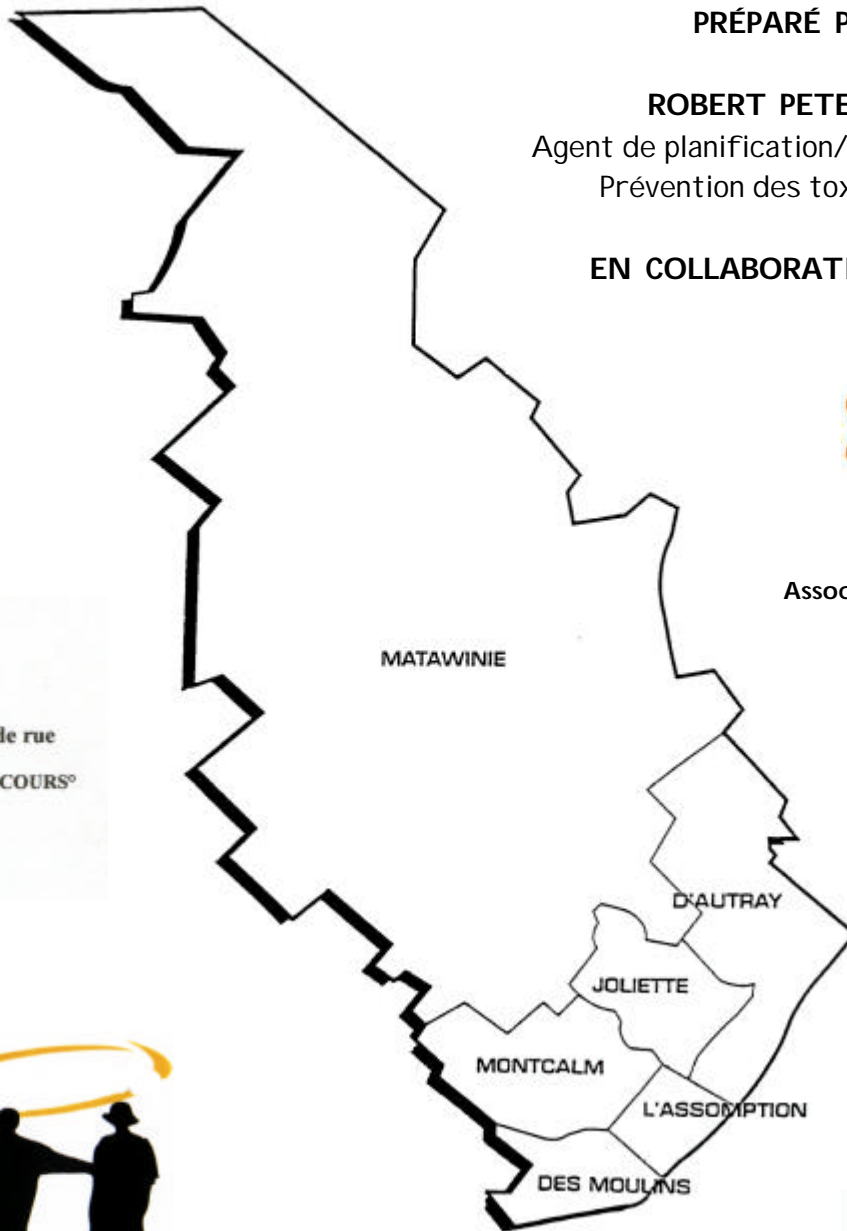 PRÉPARÉ P
ROBERT PETE
Agent de planification/
Prévention des tox
EN COLLABORATI
Assoc
MATAWINIE
de rue
COURS°
D'AUTRAY
JOLIETTE
MONTCALM
L'ASSOMPTION
DES MOULINS